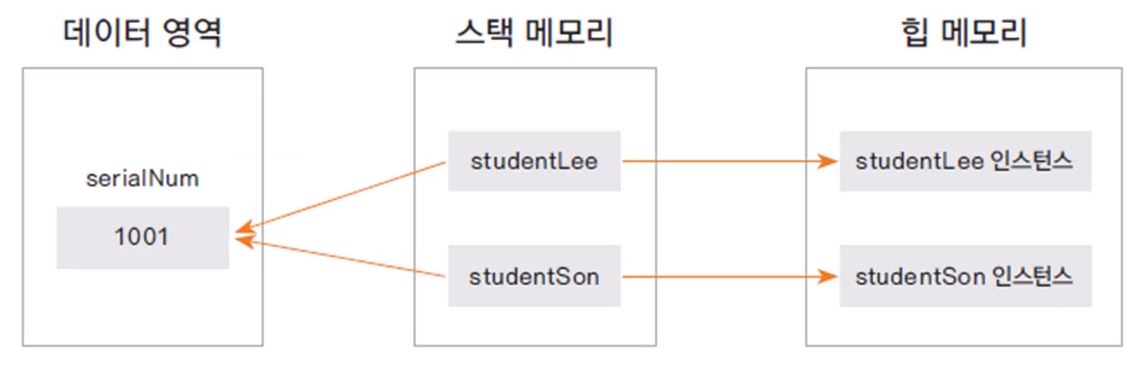 데이터 영역
스택 메모리
힙 메모리
serialNum
1001
studentLee
studentSon
studentLee 인스턴스
studentSon 인스턴스